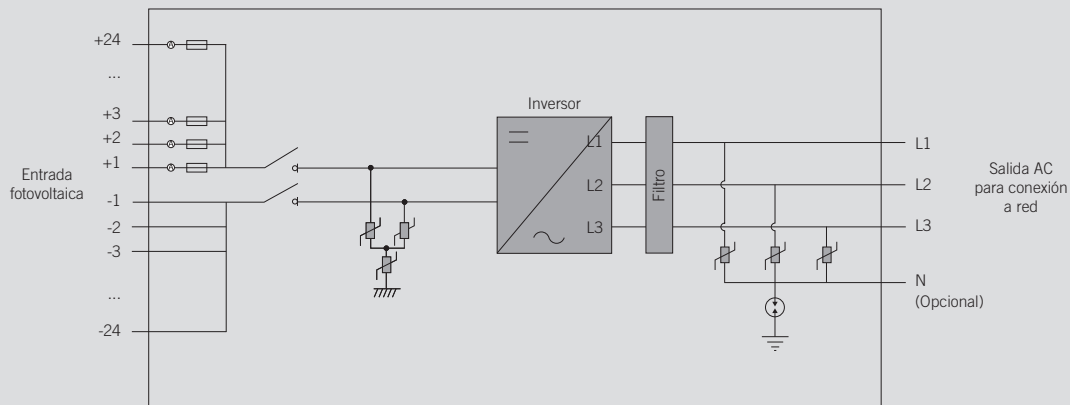 +24
...
+3
+2
+1
Entrada
fotovoltaica
-1
-2
-3
...
-24
A
A
A
A
Inversor
L1
L2
L3
Filtro
L1
L2
L3
N
(Opcional)
Salida AC
para conexión
a red